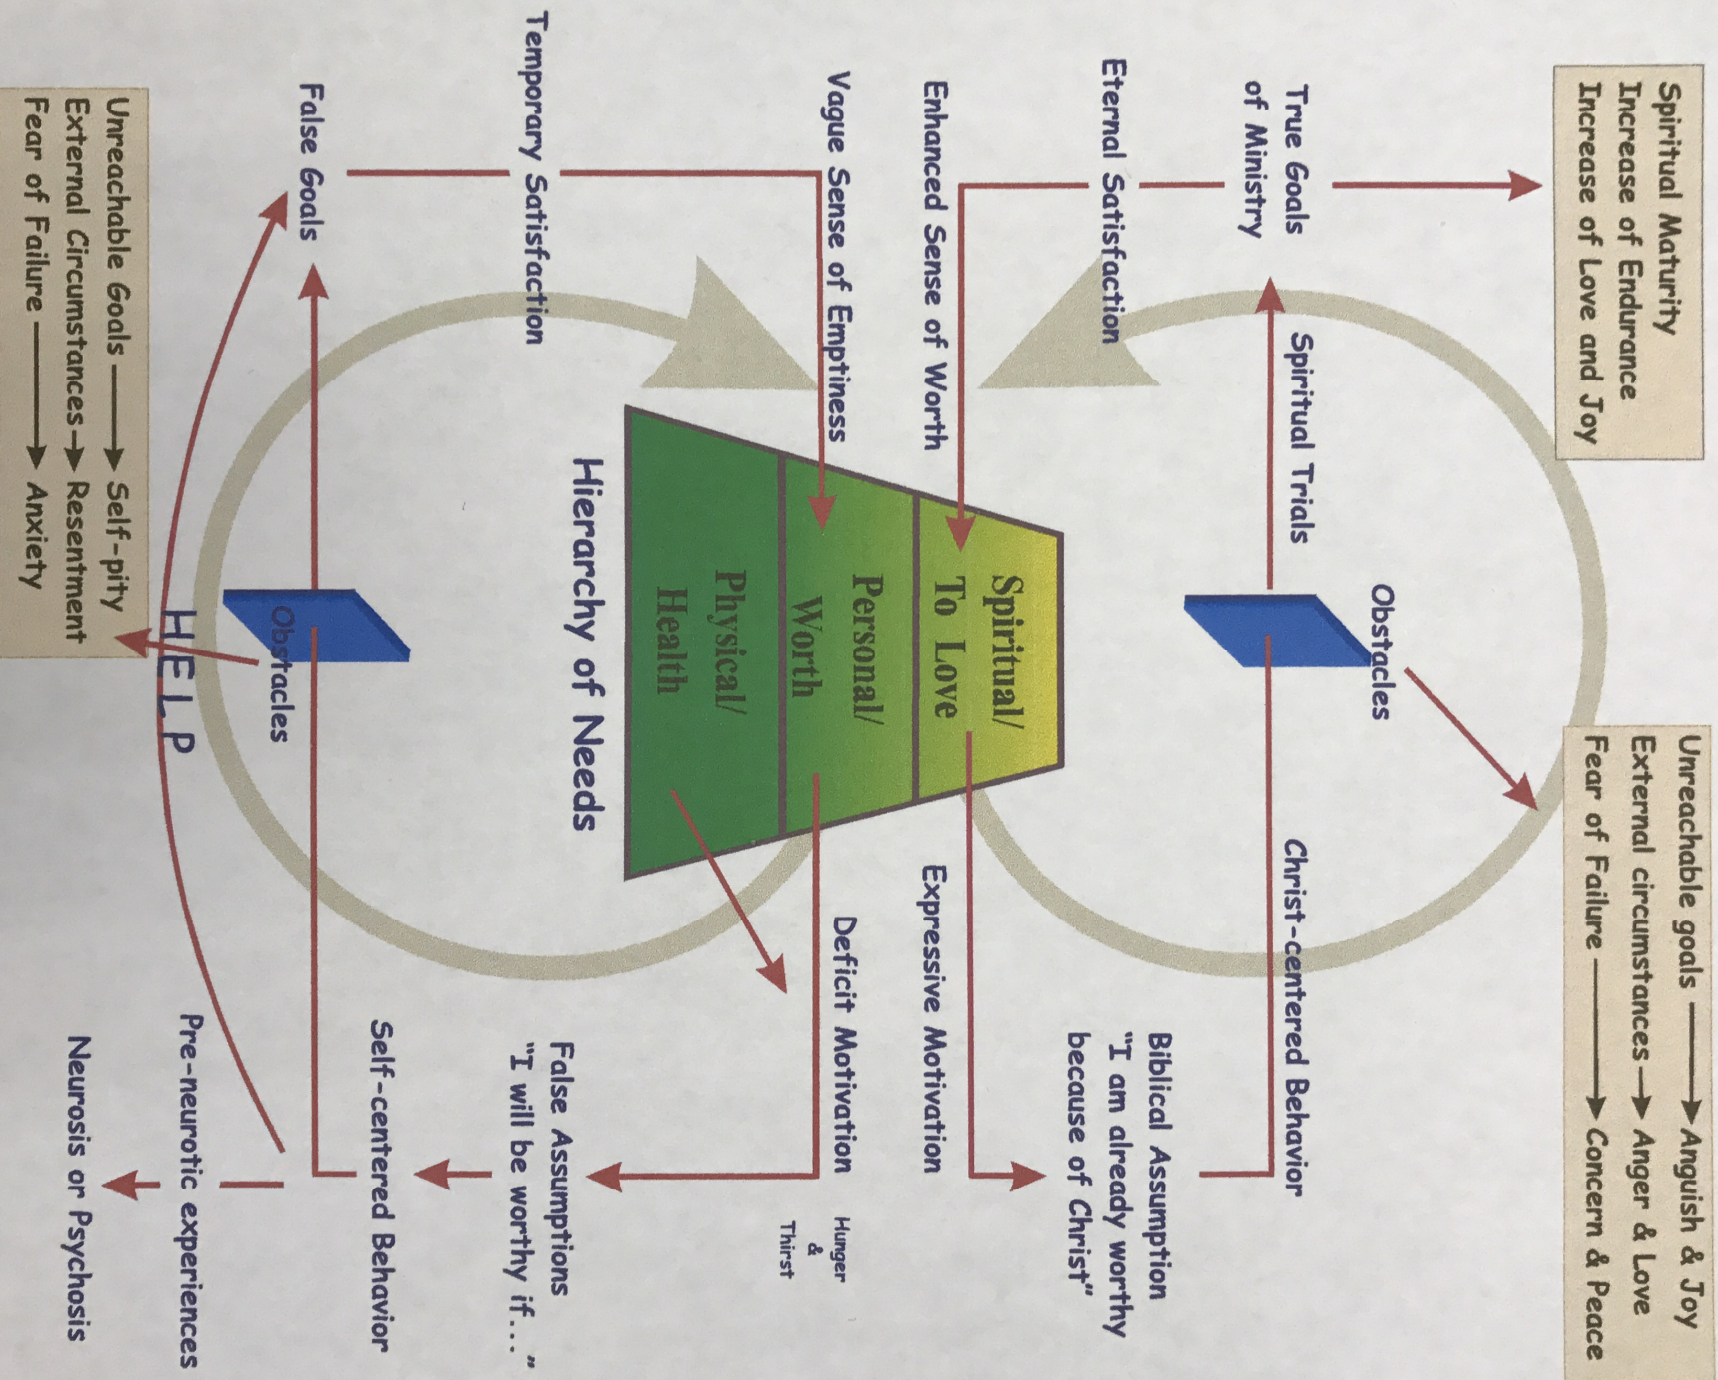 Spiritual Maturity
Increase of Endurance
Increase of Love and Joy
Unreachable goals → Anguish & Joy
External circumstances → Anger & Love
Fear of Failure → Concern & Peace
Obstacles
True Goals
of Ministry
Spiritual Trials
Christ-centered Behavior
Eternal Satisfaction
Biblical Assumption
"I am already worthy
because of Christ"
Enhanced Sense of Worth
Expressive Motivation
Spiritual/
To Love
Personal/
Worth
Physical/
Health
Vague Sense of Emptiness
Deficit Motivation
Hunger
&
Thirst
Hierarchy of Needs
Temporary Satisfaction
False Assumptions
"I will be worthy if..."
False Goals
Obstacles
Self-centered Behavior
HELP
Pre-neurotic experiences
Neurosis or Psychosis
Unreachable Goals → Self-pity
External Circumstances → Resentment
Fear of Failure → Anxiety